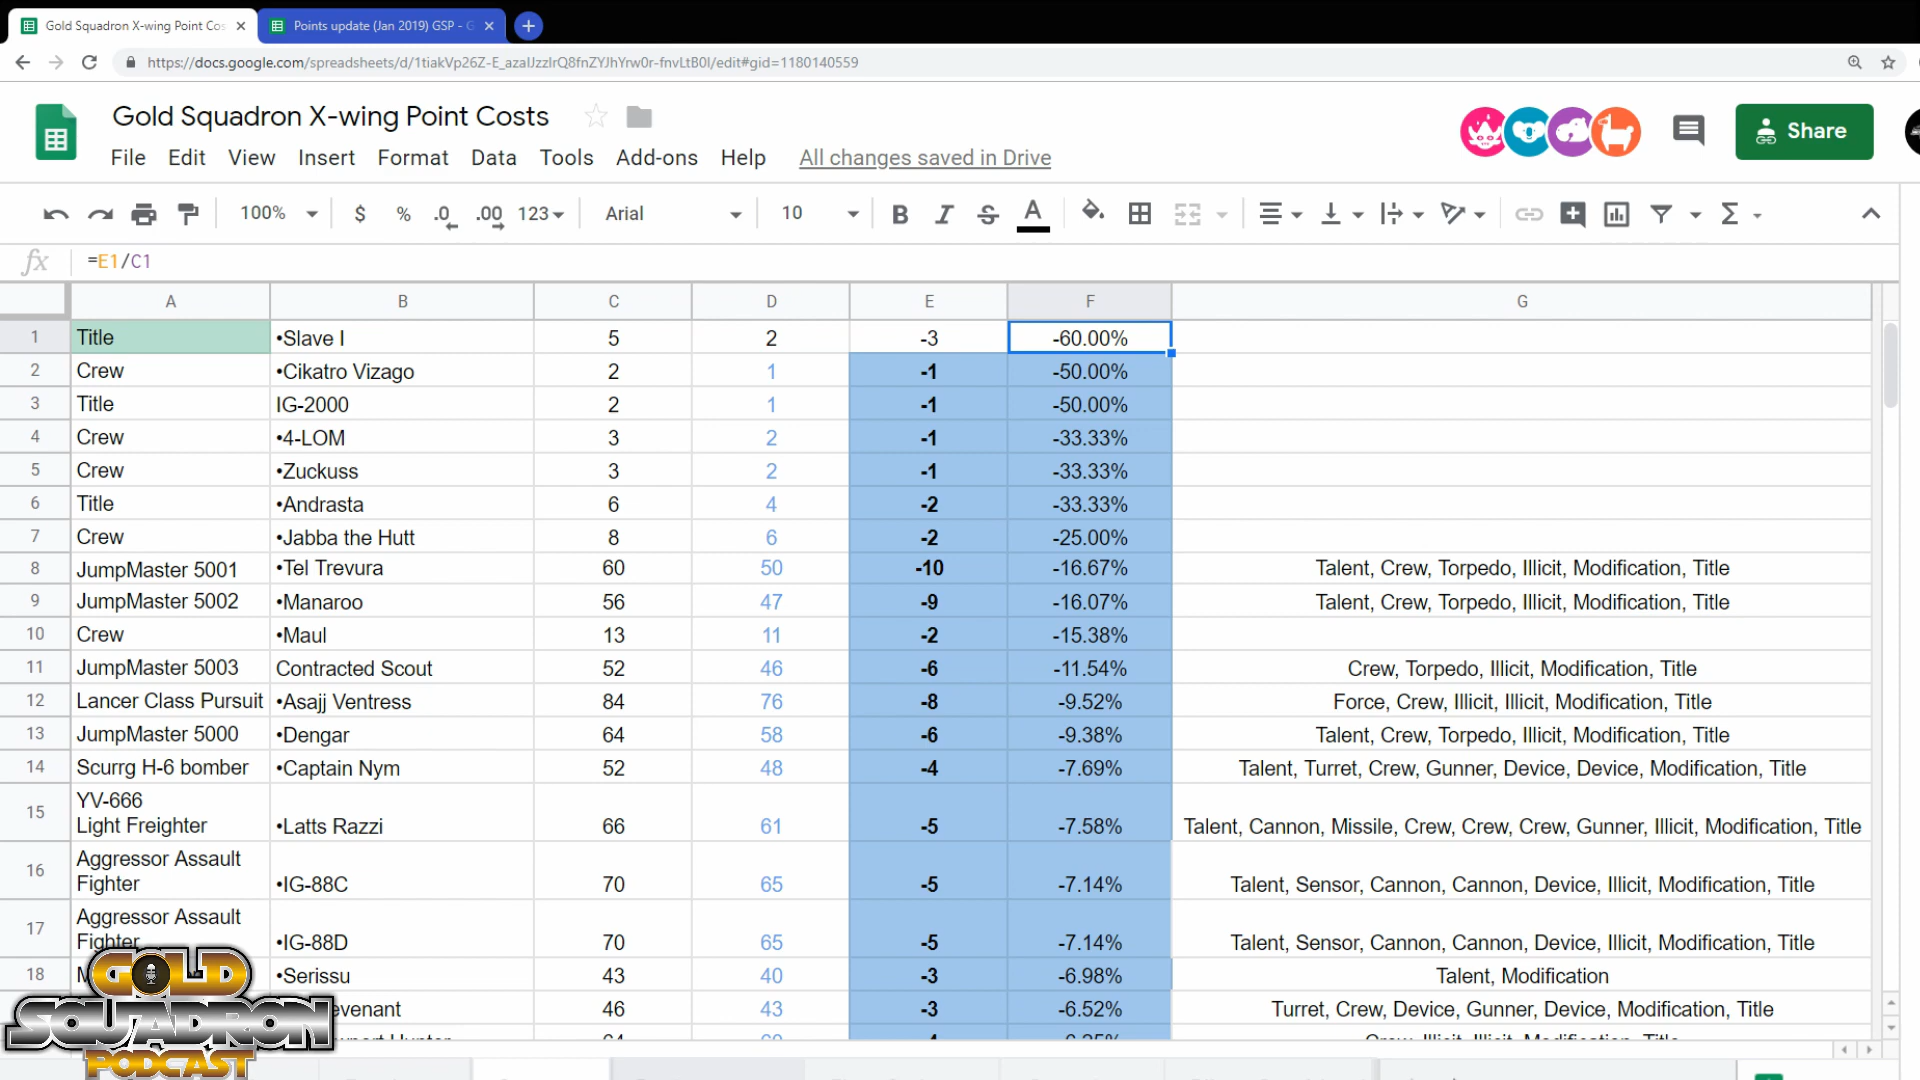 Gold Squadron X-wing Point Cos
Points update (Jan 2019) GSP - G
https://docs.google.com/spreadsheets/d/1tiakVp26Z-E_azalJzzIrQ8fnZYJhYrw0r-fnvLtB0I/edit#gid=1180140559
Gold Squadron X-wing Point Costs
File Edit View Insert Format Data Tools Add-ons Help All changes saved in Drive
Share
100% $ % .0 .00 123 Arial 10 B I S A Σ
fx =E1/C1
A B C D E F G
1 Title •Slave I 5 2 -3 -60.00%
2 Crew •Cikatro Vizago 2 1 -1 -50.00%
3 Title IG-2000 2 1 -1 -50.00%
4 Crew •4-LOM 3 2 -1 -33.33%
5 Crew •Zuckuss 3 2 -1 -33.33%
6 Title •Andrasta 6 4 -2 -33.33%
7 Crew •Jabba the Hutt 8 6 -2 -25.00%
8 JumpMaster 5001 •Tel Trevura 60 50 -10 -16.67% Talent, Crew, Torpedo, Illicit, Modification, Title
9 JumpMaster 5002 •Manaroo 56 47 -9 -16.07% Talent, Crew, Torpedo, Illicit, Modification, Title
10 Crew •Maul 13 11 -2 -15.38%
11 JumpMaster 5003 Contracted Scout 52 46 -6 -11.54% Crew, Torpedo, Illicit, Modification, Title
12 Lancer Class Pursuit •Asajj Ventress 84 76 -8 -9.52% Force, Crew, Illicit, Illicit, Modification, Title
13 JumpMaster 5000 •Dengar 64 58 -6 -9.38% Talent, Crew, Torpedo, Illicit, Modification, Title
14 Scurrg H-6 bomber •Captain Nym 52 48 -4 -7.69% Talent, Turret, Crew, Gunner, Device, Device, Modification, Title
YV-666
15 Light Freighter •Latts Razzi 66 61 -5 -7.58% Talent, Cannon, Missile, Crew, Crew, Crew, Gunner, Illicit, Modification, Title
Aggressor Assault
16 Fighter •IG-88C 70 65 -5 -7.14% Talent, Sensor, Cannon, Cannon, Device, Illicit, Modification, Title
Aggressor Assault
17 Fighter •IG-88D 70 65 -5 -7.14% Talent, Sensor, Cannon, Cannon, Device, Illicit, Modification, Title
18 •Serissu 43 40 -3 -6.98% Talent, Modification
evenant 46 43 -3 -6.52% Turret, Crew, Device, Gunner, Device, Modification, Title
GOLD
SQUADRON
PODCAST